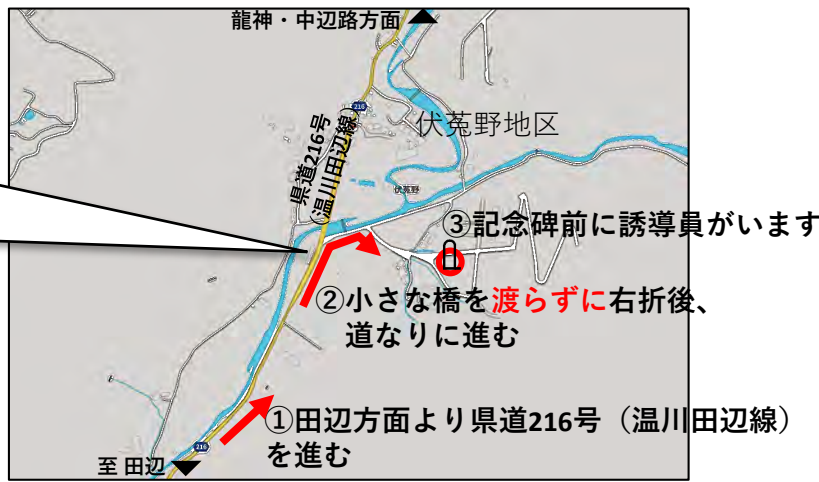 龍神・中辺路方面
216
伏菟野地区
県道216号
(温川田辺線)
伏菟野
③記念碑前に誘導員がいます
②小さな橋を渡らずに右折後、
道なりに進む
①田辺方面より県道216号（温川田辺線）
を進む
216
至 田辺